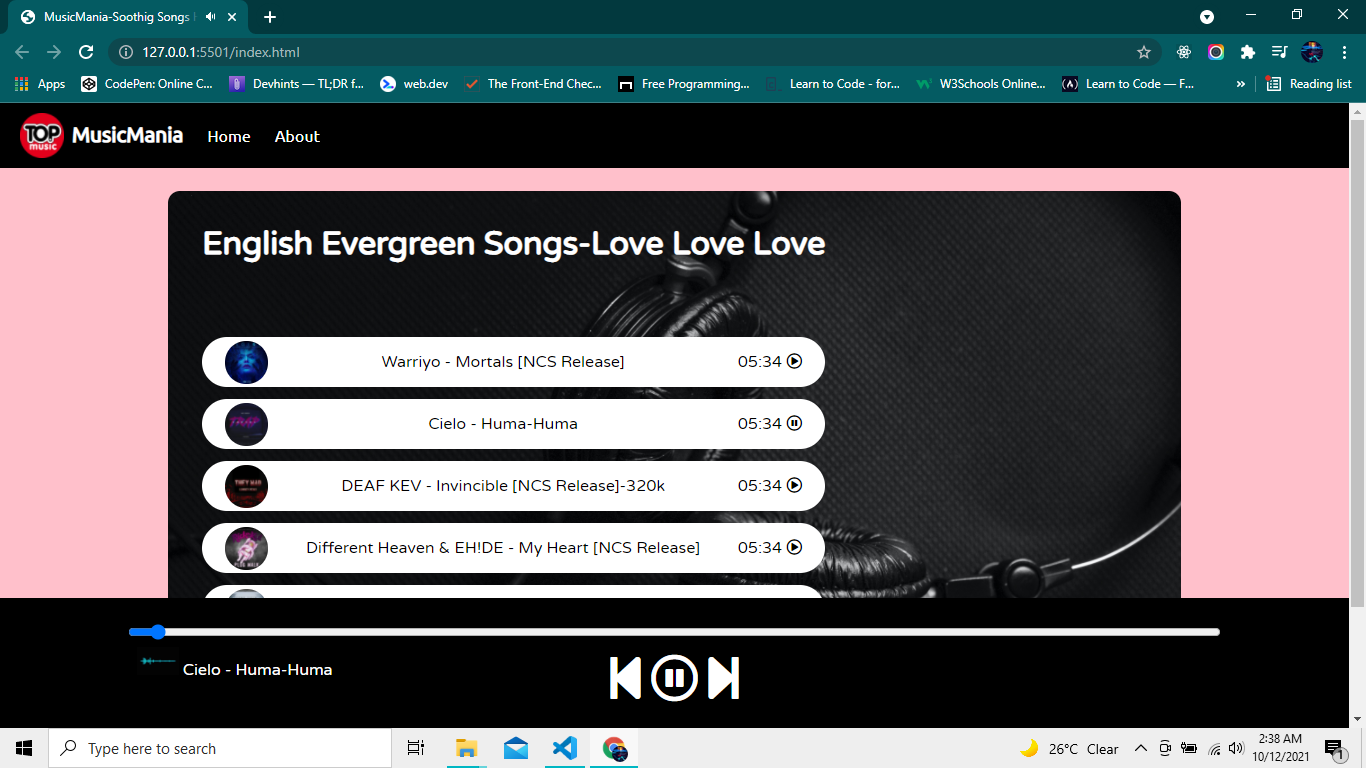 MusicMania-Soothig Songs
127.0.0.1:5501/index.html
Apps CodePen: Online C... Devhints — TL;DR f... web.dev The Front-End Chec... Free Programming... Learn to Code - for... W3Schools Online... Learn to Code — F... » Reading list
TOP music MusicMania Home About
English Evergreen Songs-Love Love Love
Warriyo - Mortals [NCS Release] 05:34
Cielo - Huma-Huma 05:34
DEAF KEV - Invincible [NCS Release]-320k 05:34
Different Heaven & EH!DE - My Heart [NCS Release] 05:34
Cielo - Huma-Huma
Type here to search 26°C Clear 2:38 AM
10/12/2021 1